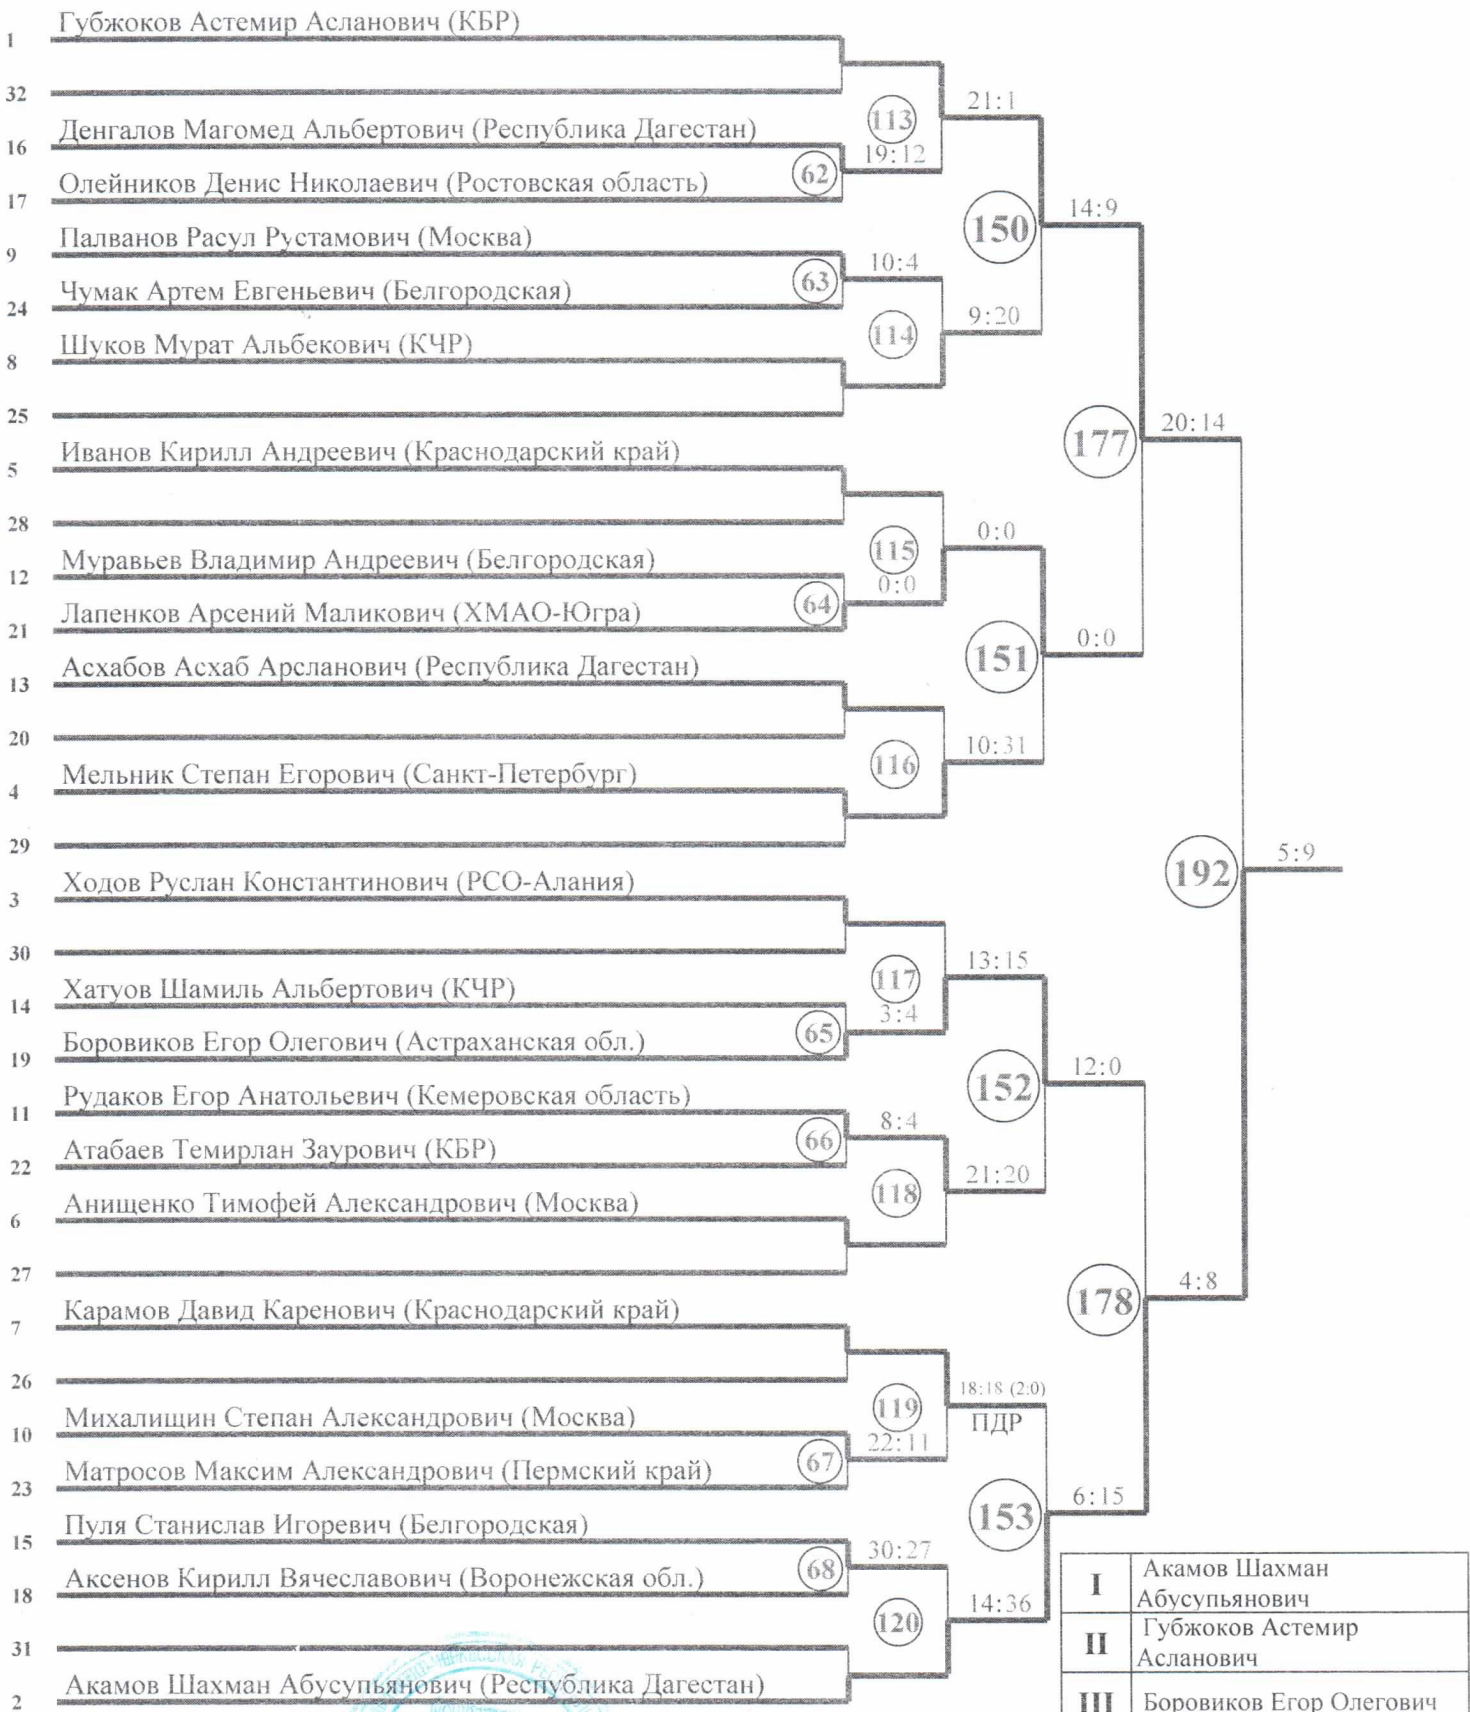 Губжоков Астемир Асланович (КБР)
1
32
21:1
113
Денгалов Магомед Альбертович (Республика Дагестан)
16
19:12
62
Олейников Денис Николаевич (Ростовская область)
17
14:9
150
Палванов Расул Рустамович (Москва)
9
10:4
63
Чумак Артем Евгеньевич (Белгородская)
24
9:20
114
Шуков Мурат Альбекович (КЧР)
8
25
20:14
177
Иванов Кирилл Андреевич (Краснодарский край)
5
28
0:0
115
Муравьев Владимир Андреевич (Белгородская)
12
0:0
64
Лапенков Арсений Маликович (ХМАО-Югра)
21
0:0
151
Асхабов Асхаб Арсланович (Республика Дагестан)
13
20
10:31
116
Мельник Степан Егорович (Санкт-Петербург)
4
29
5:9
192
Ходов Руслан Константинович (РСО-Алания)
3
30
13:15
117
Хатуов Шамиль Альбертович (КЧР)
14
3:4
65
Боровиков Егор Олегович (Астраханская обл.)
19
12:0
152
Рудаков Егор Анатольевич (Кемеровская область)
11
8:4
66
Атабаев Темирлан Заурович (КБР)
22
21:20
118
Анищенко Тимофей Александрович (Москва)
6
27
4:8
178
Карамов Давид Каренович (Краснодарский край)
7
26
18:18 (2:0)
119
ПДР
Михалищин Степан Александрович (Москва)
10
22:11
67
Матросов Максим Александрович (Пермский край)
23
6:15
153
Пуля Станислав Игоревич (Белгородская)
15
30:27
68
Аксенов Кирилл Вячеславович (Воронежская обл.)
18
14:36
120
31
Акамов Шахман Абусупьянович (Республика Дагестан)
2
I Акамов Шахман
Абусупьянович
II Губжоков Астемир
Асланович
III Боровиков Егор Олегович